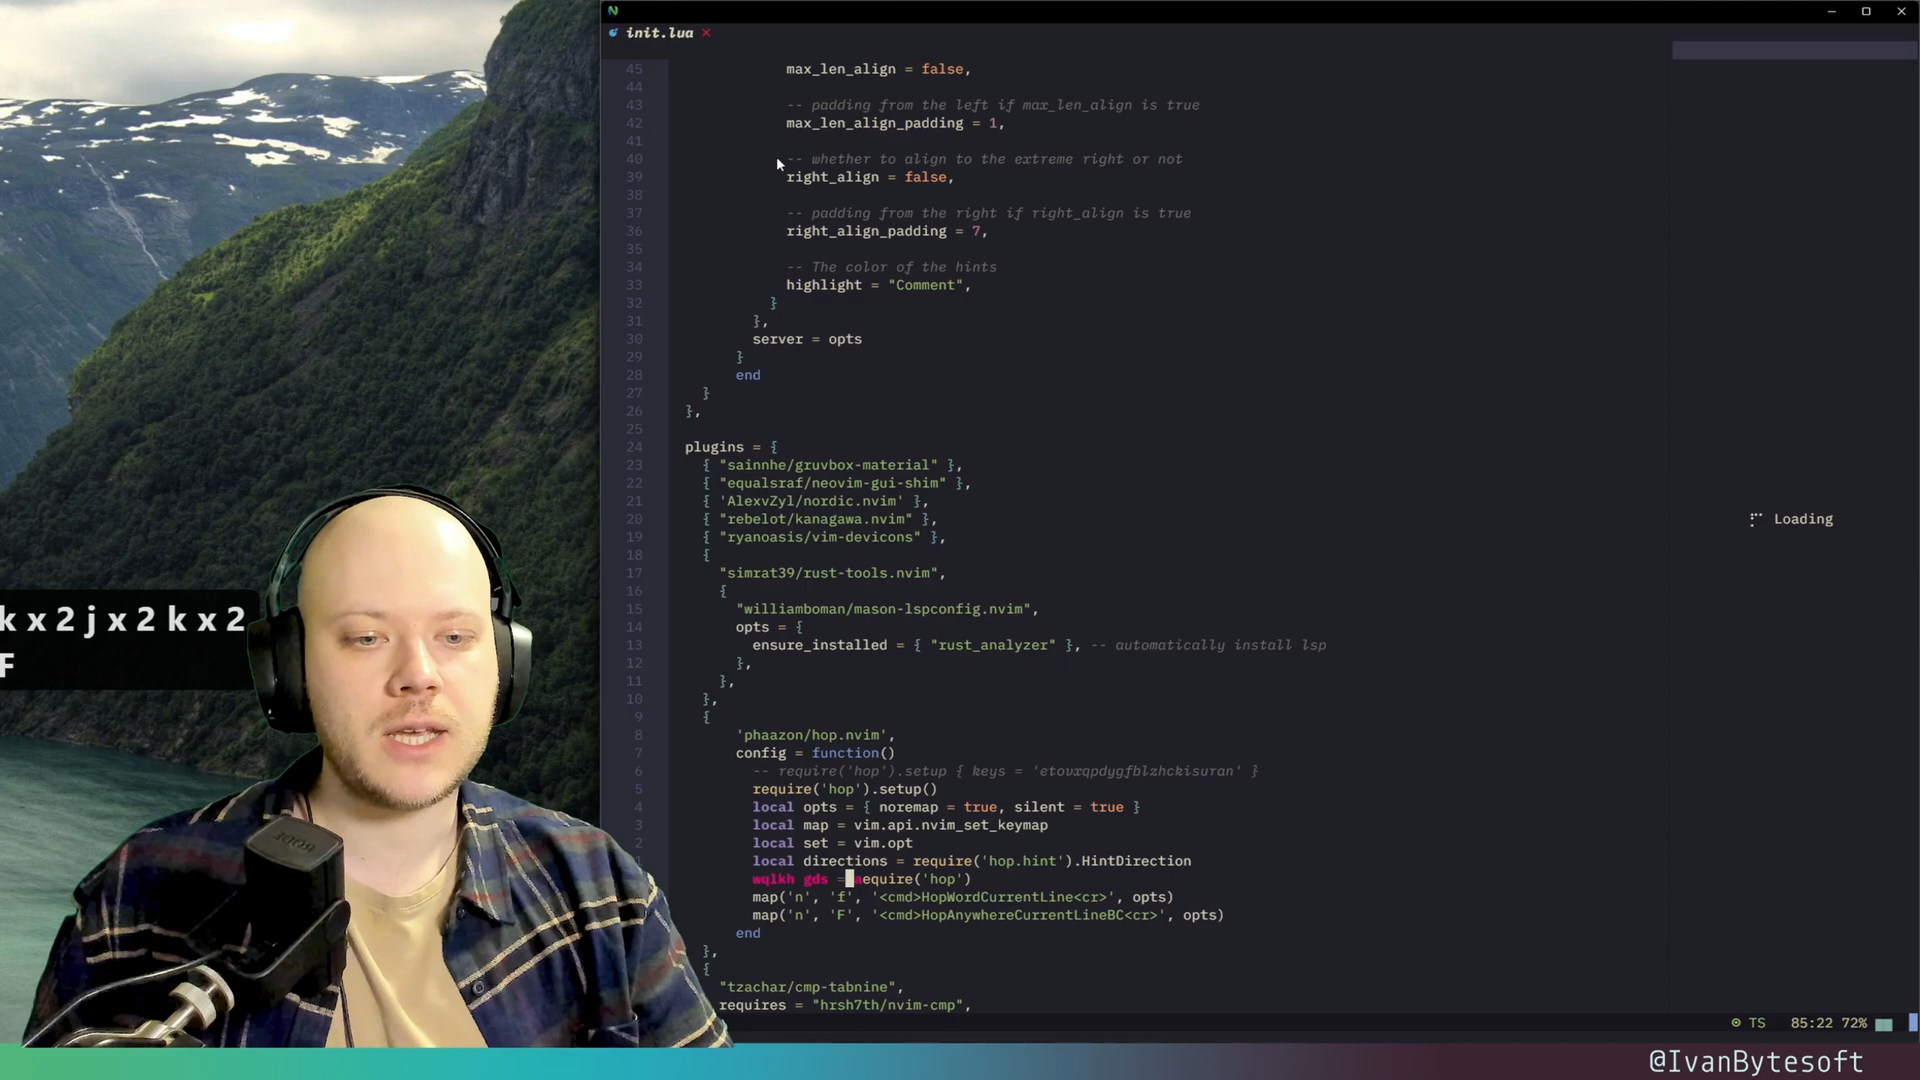 init.lua
45 max_len_align = false,
44
43 -- padding from the left if max_len_align is true
42 max_len_align_padding = 1,
41
40 -- whether to align to the extreme right or not
39 right_align = false,
38
37 -- padding from the right if right_align is true
36 right_align_padding = 7,
35
34 -- The color of the hints
33 highlight = "Comment",
32 }
31 },
30 server = opts
29 }
28 end
27 }
26 },
25
24 plugins = {
23 { "sainnhe/gruvbox-material" },
22 { "equalsraf/neovim-gui-shim" },
21 { 'AlexvZyl/nordic.nvim' },
20 { "rebelot/kanagawa.nvim" },
19 { "ryanoasis/vim-devicons" },
18 {
17 "simrat39/rust-tools.nvim",
16 {
15 "williamboman/mason-lspconfig.nvim",
14 opts = {
13 ensure_installed = { "rust_analyzer" }, -- automatically install lsp
12 },
11 },
10 },
9 {
8 'phaazon/hop.nvim',
7 config = function()
6 -- require('hop').setup { keys = 'etovxqpdygfblzhckisuran' }
5 require('hop').setup()
4 local opts = { noremap = true, silent = true }
3 local map = vim.api.nvim_set_keymap
2 local set = vim.opt
1 local directions = require('hop.hint').HintDirection
wqlkh gds = aequire('hop')
map('n', 'f', '<cmd>HopWordCurrentLine<cr>', opts)
map('n', 'F', '<cmd>HopAnywhereCurrentLineBC<cr>', opts)
end
},
{
"tzachar/cmp-tabnine",
requires = "hrsh7th/nvim-cmp",
Loading
TS 85:22 72%
k x 2 j x 2 k x 2
F
RODE
@IvanBytesoft